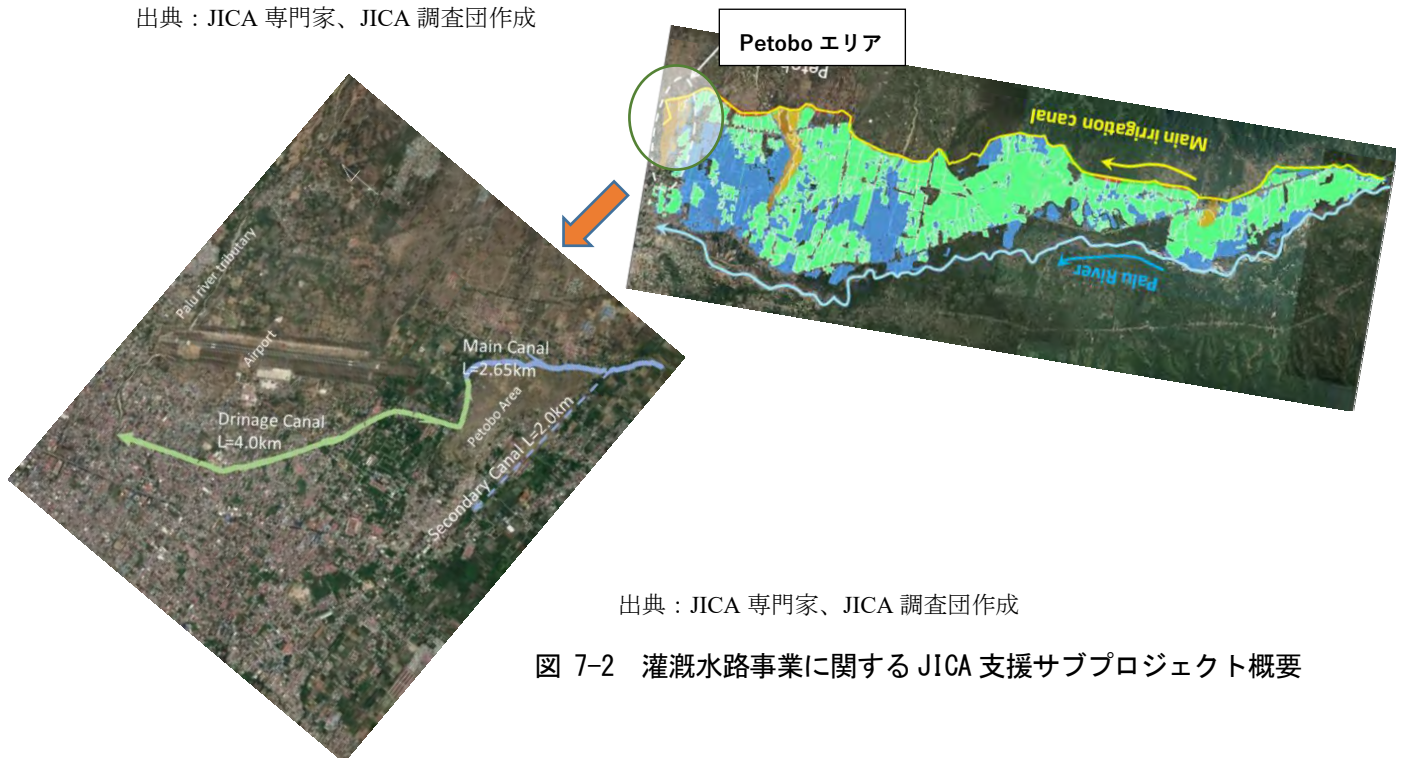 出典：JICA 専門家、JICA 調査団作成
Petobo エリア
Petob
Main irrigation canal
Palu River
Palu river tributary
Airport
Main Canal
L=2.65km
Drinage Canal
L=4.0km
Petobo Area
Secondary Canal L=2.0km
出典：JICA 専門家、JICA 調査団作成
図 7-2　灌漑水路事業に関する JICA 支援サブプロジェクト概要